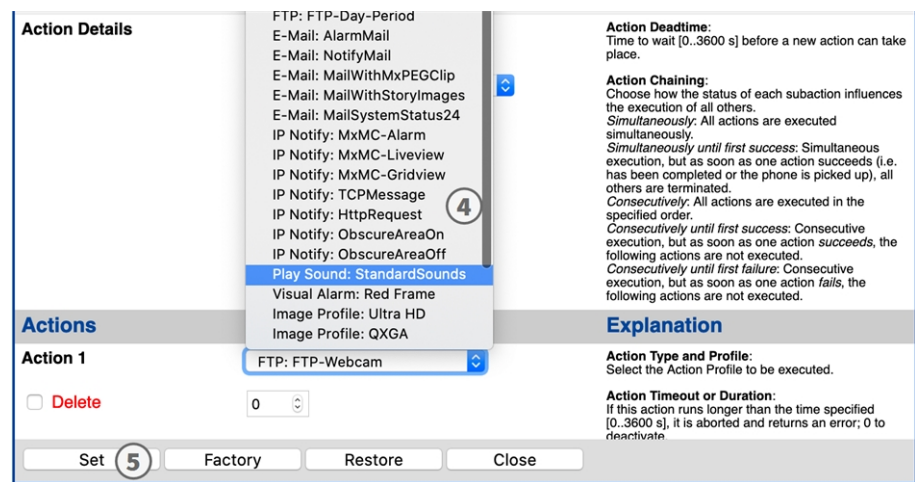 Action Details
FTP: FTP-Day-Period
E-Mail: AlarmMail
E-Mail: NotifyMail
E-Mail: MailWithMxPEGClip
E-Mail: MailWithStoryImages
E-Mail: MailSystemStatus24
IP Notify: MxMC-Alarm
IP Notify: MxMC-Liveview
IP Notify: MxMC-Gridview
IP Notify: TCPMessage
IP Notify: HttpRequest
IP Notify: ObscureAreaOn
IP Notify: ObscureAreaOff
Play Sound: StandardSounds
Visual Alarm: Red Frame
Image Profile: Ultra HD
Image Profile: QXGA
4
Action Deadtime:
Time to wait [0..3600 s] before a new action can take
place.
Action Chaining:
Choose how the status of each subaction influences
the execution of all others.
Simultaneously: All actions are executed
simultaneously.
Simultaneously until first success: Simultaneous
execution, but as soon as one action succeeds (i.e.
has been completed or the phone is picked up), all
others are terminated.
Consecutively: All actions are executed in the
specified order.
Consecutively until first success: Consecutive
execution, but as soon as one action succeeds, the
following actions are not executed.
Consecutively until first failure: Consecutive
execution, but as soon as one action fails, the
following actions are not executed.
Actions
Explanation
Action 1
FTP: FTP-Webcam
Action Type and Profile:
Select the Action Profile to be executed.
Delete
0
Action Timeout or Duration:
If this action runs longer than the time specified
[0..3600 s], it is aborted and returns an error; 0 to
deactivate.
Set
5
Factory
Restore
Close